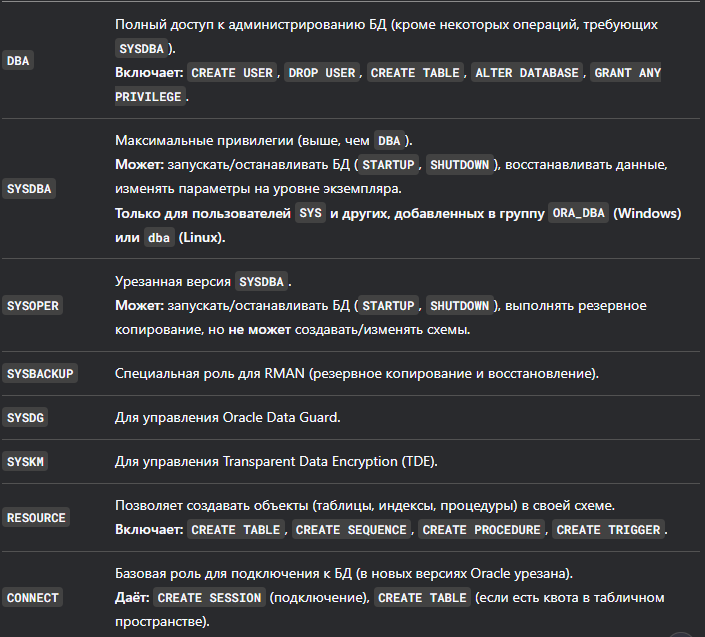 Полный доступ к администрированию БД (кроме некоторых операций, требующих
SYSDBA ).
DBA
Включает: CREATE USER , DROP USER , CREATE TABLE , ALTER DATABASE , GRANT ANY
PRIVILEGE .
Максимальные привилегии (выше, чем DBA ).
Может: запускать/останавливать БД ( STARTUP , SHUTDOWN ), восстанавливать данные,
SYSDBA
изменять параметры на уровне экземпляра.
Только для пользователей SYS и других, добавленных в группу ORA_DBA (Windows)
или dba (Linux).
Урезанная версия SYSDBA .
SYSOPER
Может: запускать/останавливать БД ( STARTUP , SHUTDOWN ), выполнять резервное
копирование, но не может создавать/изменять схемы.
SYSBACKUP
Специальная роль для RMAN (резервное копирование и восстановление).
SYSDG
Для управления Oracle Data Guard.
SYSKM
Для управления Transparent Data Encryption (TDE).
RESOURCE
Позволяет создавать объекты (таблицы, индексы, процедуры) в своей схеме.
Включает: CREATE TABLE , CREATE SEQUENCE , CREATE PROCEDURE , CREATE TRIGGER .
Базовая роль для подключения к БД (в новых версиях Oracle урезана).
CONNECT
Даёт: CREATE SESSION (подключение), CREATE TABLE (если есть квота в табличном
пространстве).